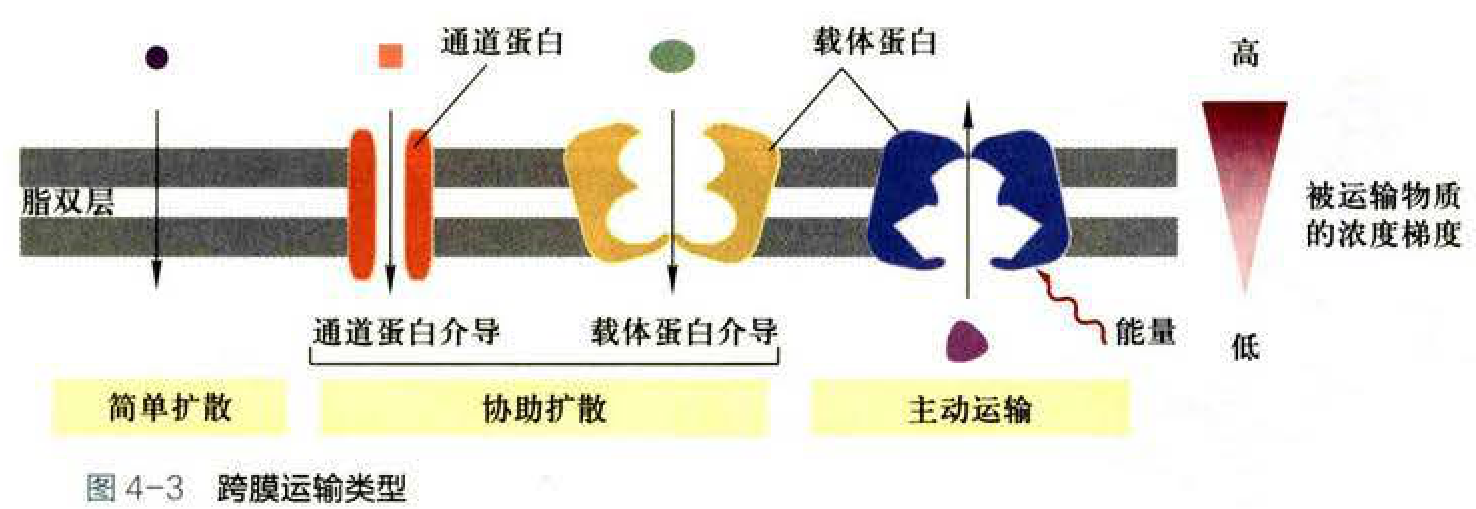 通道蛋白
载体蛋白
高
脂双层
被运输物质
的浓度梯度
通道蛋白介导
载体蛋白介导
能量
低
简单扩散
协助扩散
主动运输
图 4-3 跨膜运输类型